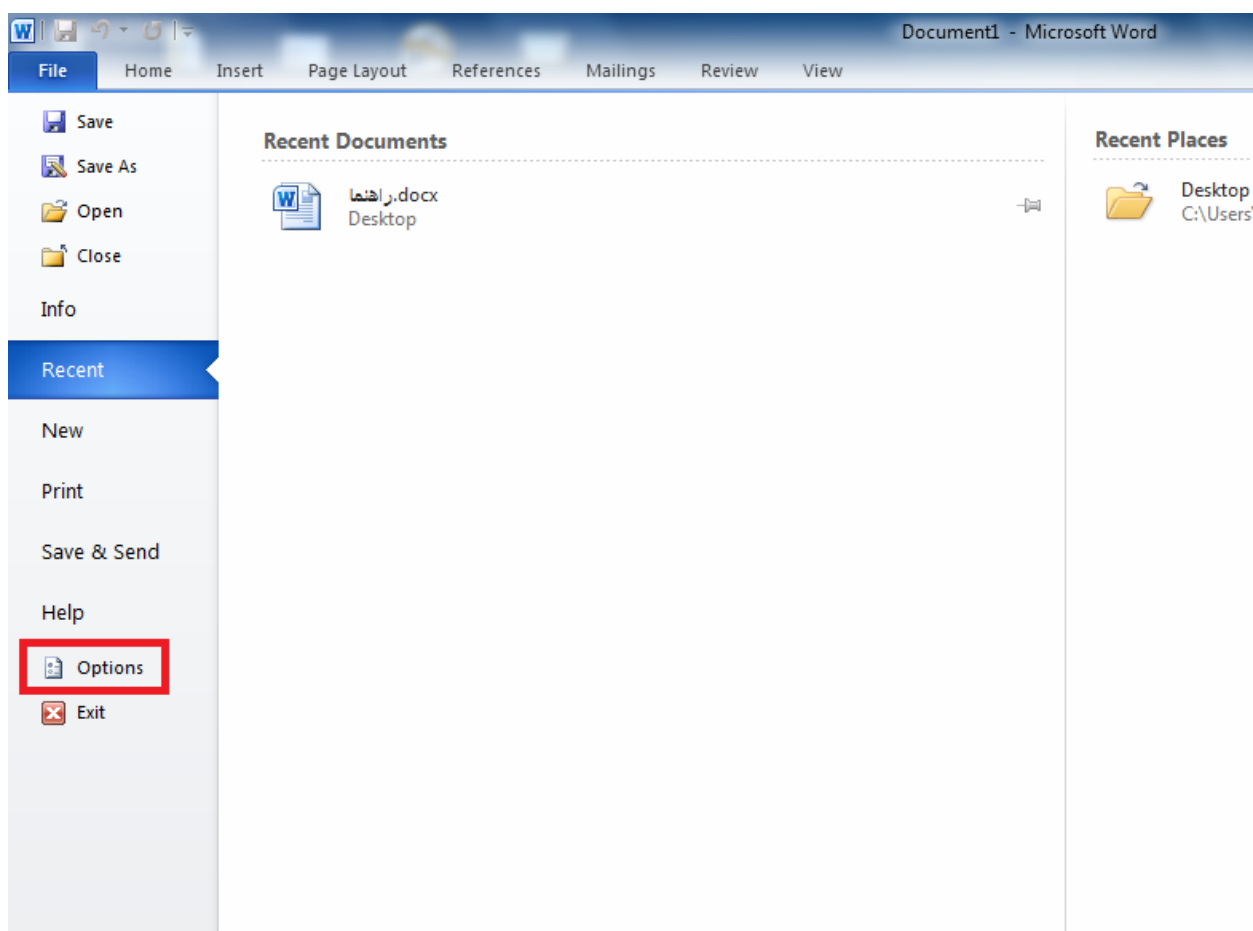 Document1 - Microsoft Word
File Home Insert Page Layout References Mailings Review View
Save
Save As
Open
Close
Info
Recent
New
Print
Save & Send
Help
Options
Exit
Recent Documents
راهنما.docx
Desktop
Recent Places
Desktop
C:\Users\